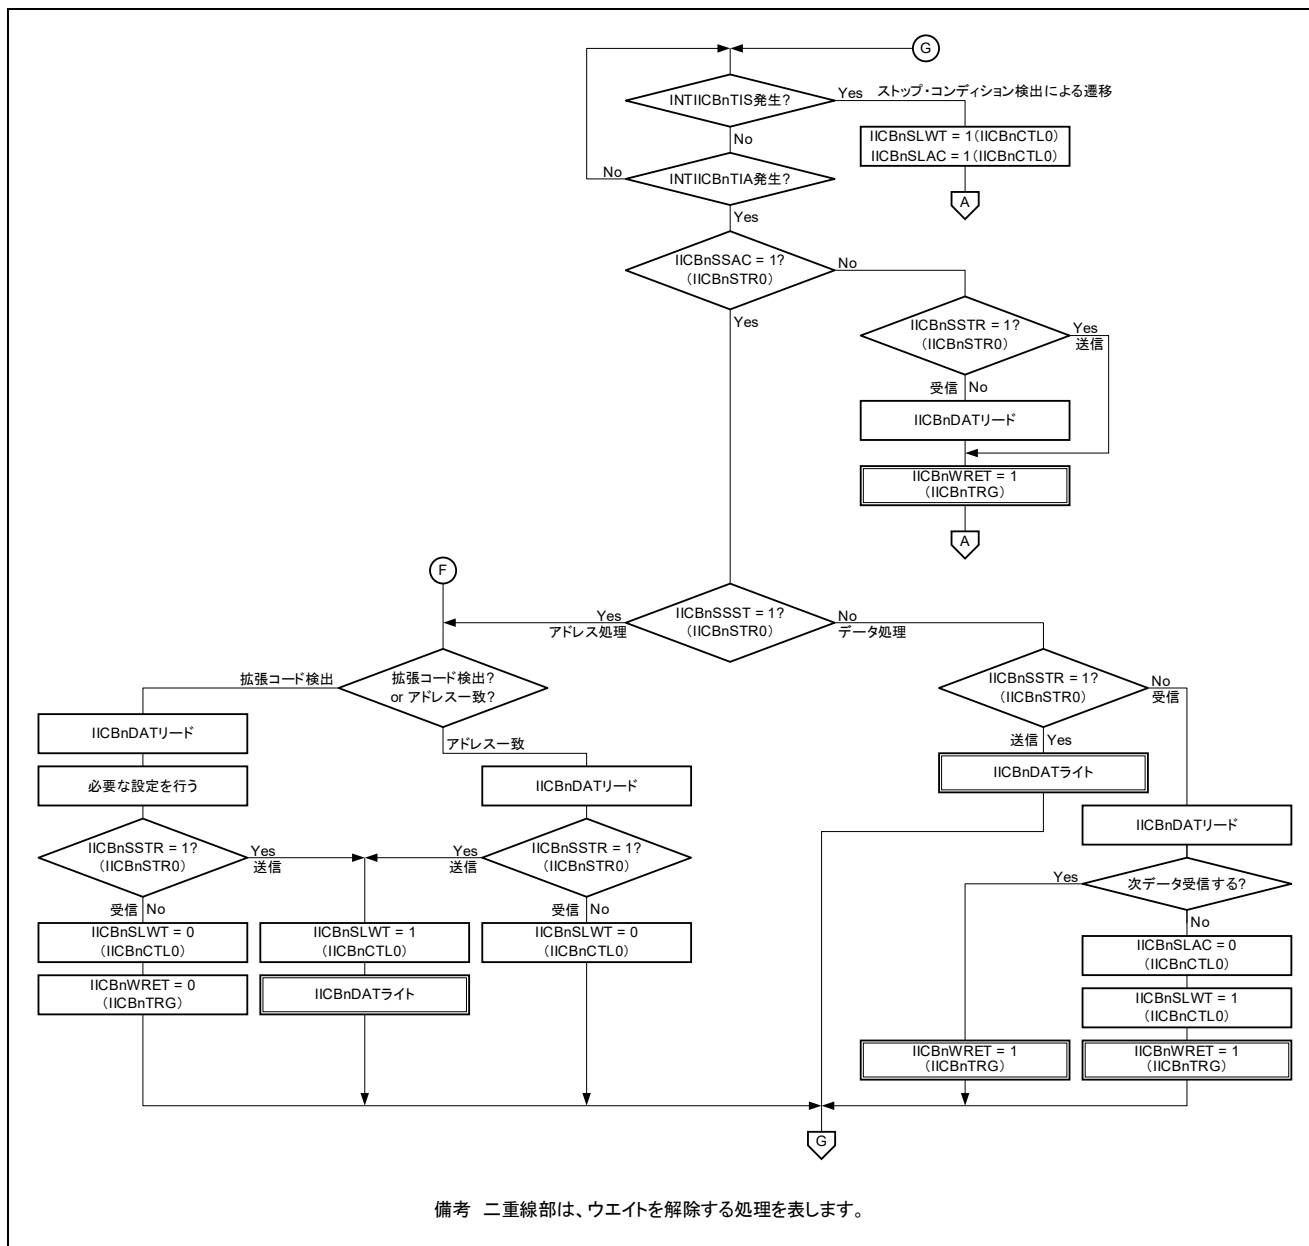 G
INTIICBnTIS発生?
Yes
ストップ・コンディション検出による遷移
No
IICBnSLWT = 1(IICBnCTL0)
IICBnSLAC = 1(IICBnCTL0)
A
INTIICBnTIA発生?
No
Yes
IICBnSSAC = 1?
(IICBnSTR0)
No
Yes
IICBnSSTR = 1?
(IICBnSTR0)
Yes
送信
受信
No
IICBnDATリード
IICBnWRET = 1
(IICBnTRG)
A
F
IICBnSSST = 1?
(IICBnSTR0)
Yes
アドレス処理
No
データ処理
拡張コード検出?
or アドレス一致?
拡張コード検出
アドレス一致
IICBnSSTR = 1?
(IICBnSTR0)
No
受信
送信
Yes
IICBnDATライト
IICBnDATリード
必要な設定を行う
IICBnDATリード
IICBnDATリード
IICBnSSTR = 1?
(IICBnSTR0)
Yes
送信
Yes
送信
IICBnSSTR = 1?
(IICBnSTR0)
次データ受信する?
Yes
No
受信
No
受信
No
IICBnSLWT = 0
(IICBnCTL0)
IICBnSLWT = 1
(IICBnCTL0)
IICBnSLWT = 0
(IICBnCTL0)
IICBnSLAC = 0
(IICBnCTL0)
IICBnWRET = 0
(IICBnTRG)
IICBnDATライト
IICBnSLWT = 1
(IICBnCTL0)
IICBnWRET = 1
(IICBnTRG)
IICBnWRET = 1
(IICBnTRG)
G
備考 二重線部は、ウエイトを解除する処理を表します。